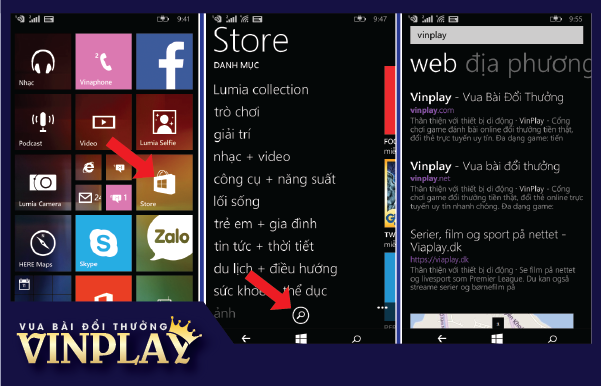 9:41
Nhạc
2
Vinaphone
Podcast
Video
Lumia Selfie
Lumia Camera
24
1
Store
HERE Maps
Skype
Zalo
9:47
Store
DANH MỤC
Lumia collection
trò chơi
giải trí
nhạc + video
công cụ + năng suất
lối sống
trẻ em + gia đình
tin tức + thời tiết
du lịch + điều hướng
sức khỏe + thể dục
ảnh
9:55
vinplay
web địa phương
Vinplay - Vua Bài Đổi Thưởng
vinplay.com
Thân thiện với thiết bị di động · VinPlay - Cổng
chơi game đánh bài online đổi thưởng tiền thật,
đổi thẻ trực tuyến uy tín. Đa dạng game: tiến
Vinplay - Vua bài đổi thưởng
vinplay.net
Thân thiện với thiết bị di động · VinPlay - Cổng
chơi game đổi thưởng tiền thật, đổi thẻ online trực
tuyến uy tín nhanh chóng. Đa dạng game:
Serier, film og sport på nettet -
Viaplay.dk
https://viaplay.dk
Thân thiện với thiết bị di động · Se film på nettet
og livesport som Premier League. Du kan også
streame serier og børnefilm på
VUA BÀI ĐỔI THƯỞNG
VINPLAY